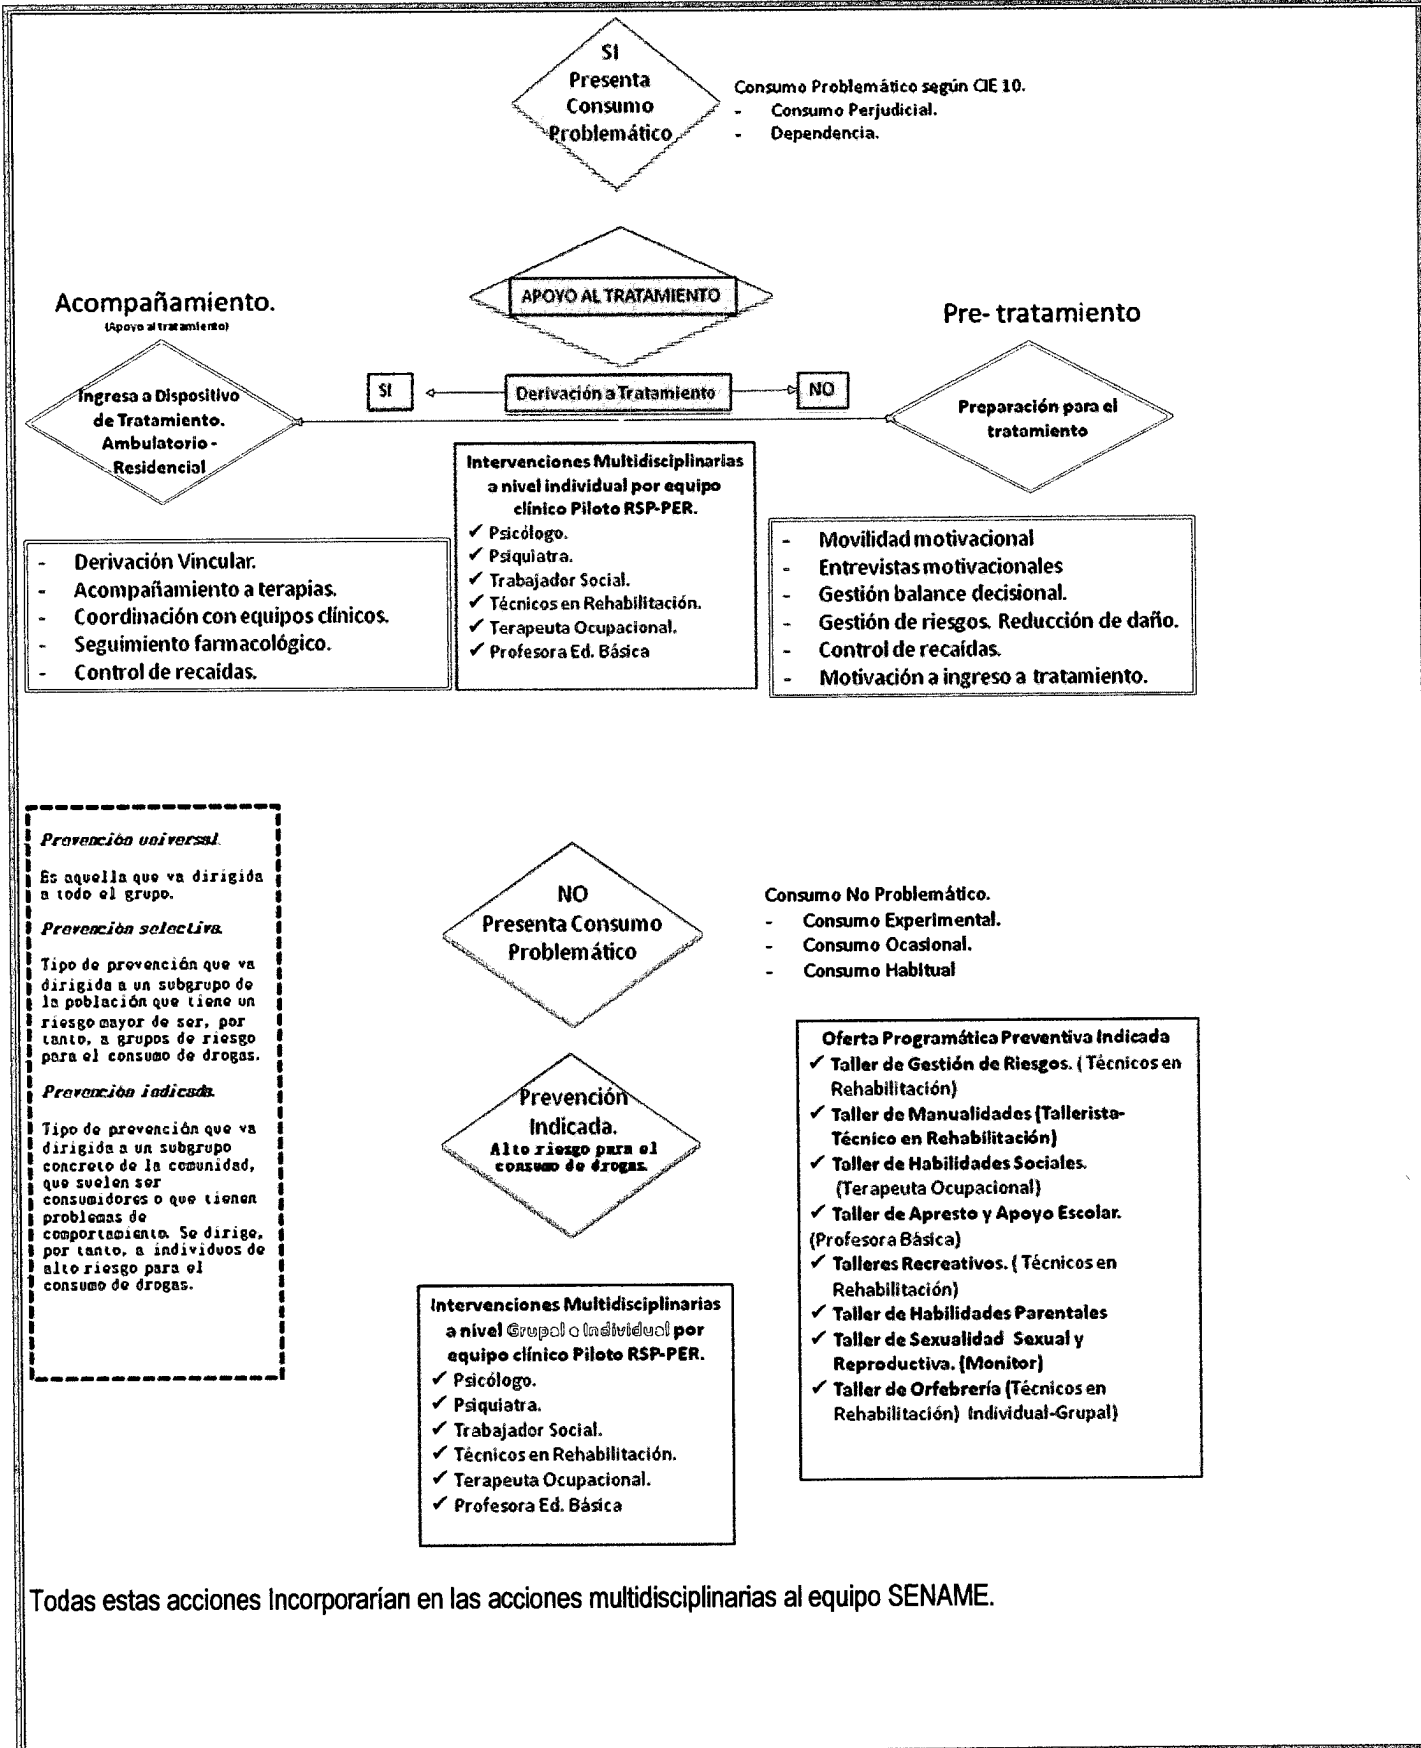 SI
Presenta
Consumo
Problemático
Consumo Problemático según CIE 10.
- Consumo Perjudicial.
- Dependencia.
APOYO AL TRATAMIENTO
Acompañamiento.
(Apoyo al tratamiento)
Pre- tratamiento
SI
Derivación a Tratamiento
NO
Ingresa a Dispositivo
de Tratamiento.
Ambulatorio -
Residencial
Preparación para el
tratamiento
Intervenciones Multidisciplinarias
a nivel individual por equipo
clínico Piloto RSP-PER.
✓ Psicólogo.
✓ Psiquiatra.
✓ Trabajador Social.
✓ Técnicos en Rehabilitación.
✓ Terapeuta Ocupacional.
✓ Profesora Ed. Básica
- Derivación Vincular.
- Acompañamiento a terapias.
- Coordinación con equipos clínicos.
- Seguimiento farmacológico.
- Control de recaídas.
- Movilidad motivacional
- Entrevistas motivacionales
- Gestión balance decisional.
- Gestión de riesgos. Reducción de daño.
- Control de recaídas.
- Motivación a ingreso a tratamiento.
Prevención universal.
Es aquella que va dirigida
a todo el grupo.
Prevención selectiva.
Tipo de prevención que va
dirigida a un subgrupo de
la población que tiene un
riesgo mayor de ser, por
tanto, a grupos de riesgo
para el consumo de drogas.
Prevención indicada.
Tipo de prevención que va
dirigida a un subgrupo
concreto de la comunidad,
que suelen ser
consumidores o que tienen
problemas de
comportamiento. Se dirige,
por tanto, a individuos de
alto riesgo para el
consumo de drogas.
NO
Presenta Consumo
Problemático
Consumo No Problemático.
- Consumo Experimental.
- Consumo Ocasional.
- Consumo Habitual
Prevención
Indicada.
Alto riesgo para el
consumo de drogas.
Intervenciones Multidisciplinarias
a nivel Grupal o Individual por
equipo clínico Piloto RSP-PER.
✓ Psicólogo.
✓ Psiquiatra.
✓ Trabajador Social.
✓ Técnicos en Rehabilitación.
✓ Terapeuta Ocupacional.
✓ Profesora Ed. Básica
Oferta Programática Preventiva Indicada
✓ Taller de Gestión de Riesgos. ( Técnicos en
Rehabilitación)
✓ Taller de Manualidades (Tallerista-
Técnico en Rehabilitación)
✓ Taller de Habilidades Sociales.
(Terapeuta Ocupacional)
✓ Taller de Apresto y Apoyo Escolar.
(Profesora Básica)
✓ Talleres Recreativos. ( Técnicos en
Rehabilitación)
✓ Taller de Habilidades Parentales
✓ Taller de Sexualidad Sexual y
Reproductiva. (Monitor)
✓ Taller de Orfebrería (Técnicos en
Rehabilitación) Individual-Grupal)
Todas estas acciones Incorporarían en las acciones multidisciplinarias al equipo SENAME.